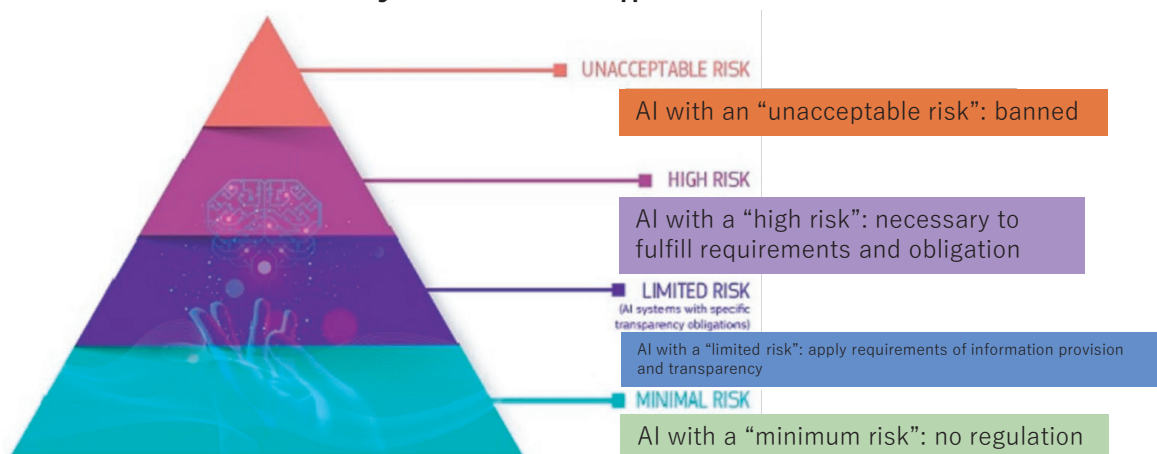 UNACCEPTABLE RISK
AI with an “unacceptable risk”: banned
HIGH RISK
AI with a “high risk”: necessary to
fulfill requirements and obligation
LIMITED RISK
(AI systems with specific
transparency obligations)
AI with a “limited risk”: apply requirements of information provision
and transparency
MINIMAL RISK
AI with a “minimum risk”: no regulation